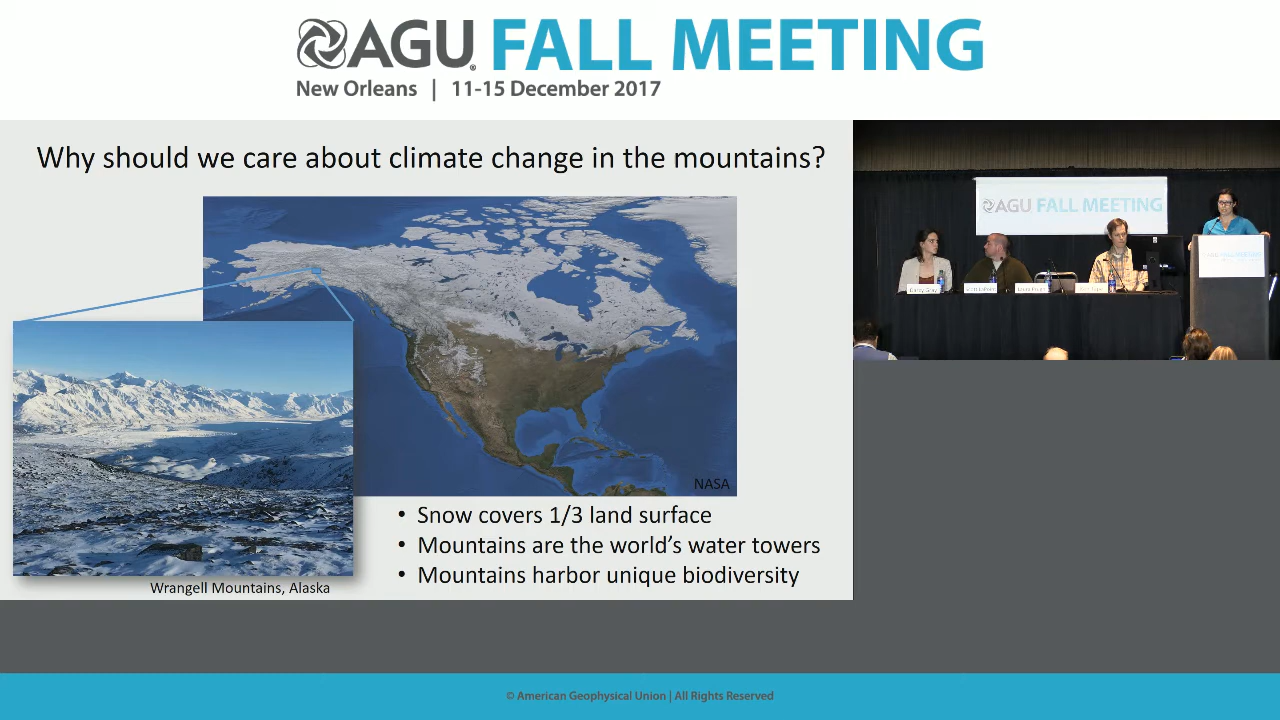 AGU FALL MEETING
New Orleans | 11-15 December 2017
Why should we care about climate change in the mountains?
AGU FALL MEETING
NASA
• Snow covers 1/3 land surface
• Mountains are the world's water towers
• Mountains harbor unique biodiversity
Wrangell Mountains, Alaska
© American Geophysical Union | All Rights Reserved